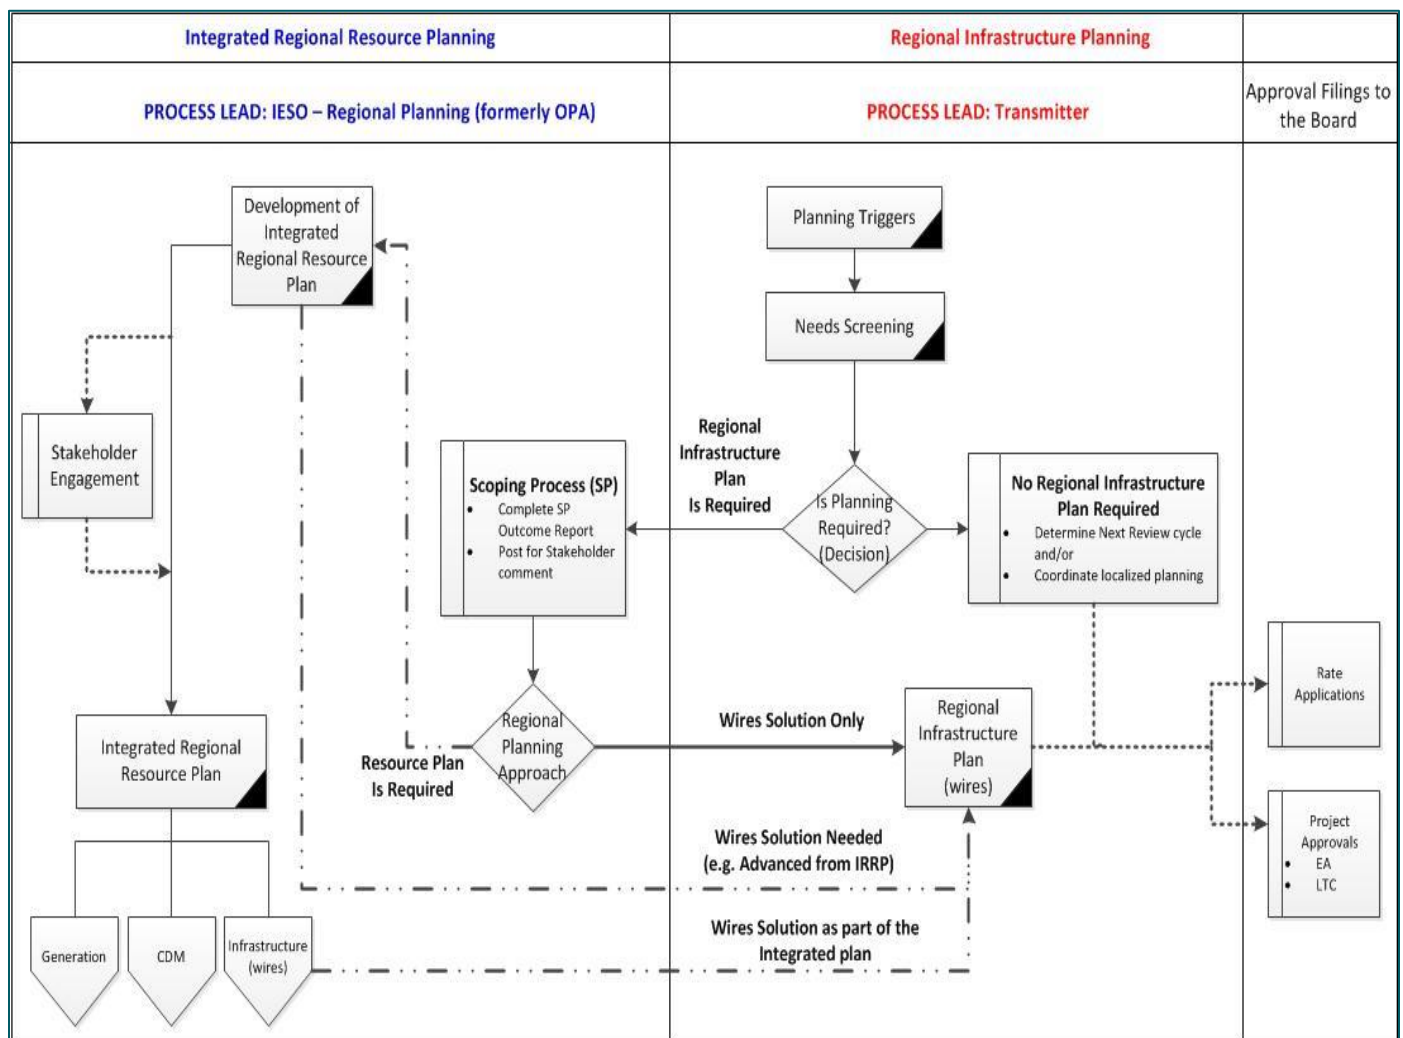 Integrated Regional Resource Planning
Regional Infrastructure Planning
PROCESS LEAD: IESO – Regional Planning (formerly OPA)
PROCESS LEAD: Transmitter
Approval Filings to
the Board
Development of
Integrated
Regional Resource
Plan
Planning Triggers
Needs Screening
Stakeholder
Engagement
Scoping Process (SP)
• Complete SP
Outcome Report
• Post for Stakeholder
comment
Regional
Infrastructure
Plan
Is Required
Is Planning
Required?
(Decision)
No Regional Infrastructure
Plan Required
• Determine Next Review cycle
and/or
• Coordinate localized planning
Rate
Applications
Integrated Regional
Resource Plan
Resource Plan
Is Required
Regional
Planning
Approach
Wires Solution Only
Regional
Infrastructure
Plan
(wires)
Project
Approvals
• EA
• LTC
Wires Solution Needed
(e.g. Advanced from IRRP)
Wires Solution as part of the
Integrated plan
Generation
CDM
Infrastructure
(wires)